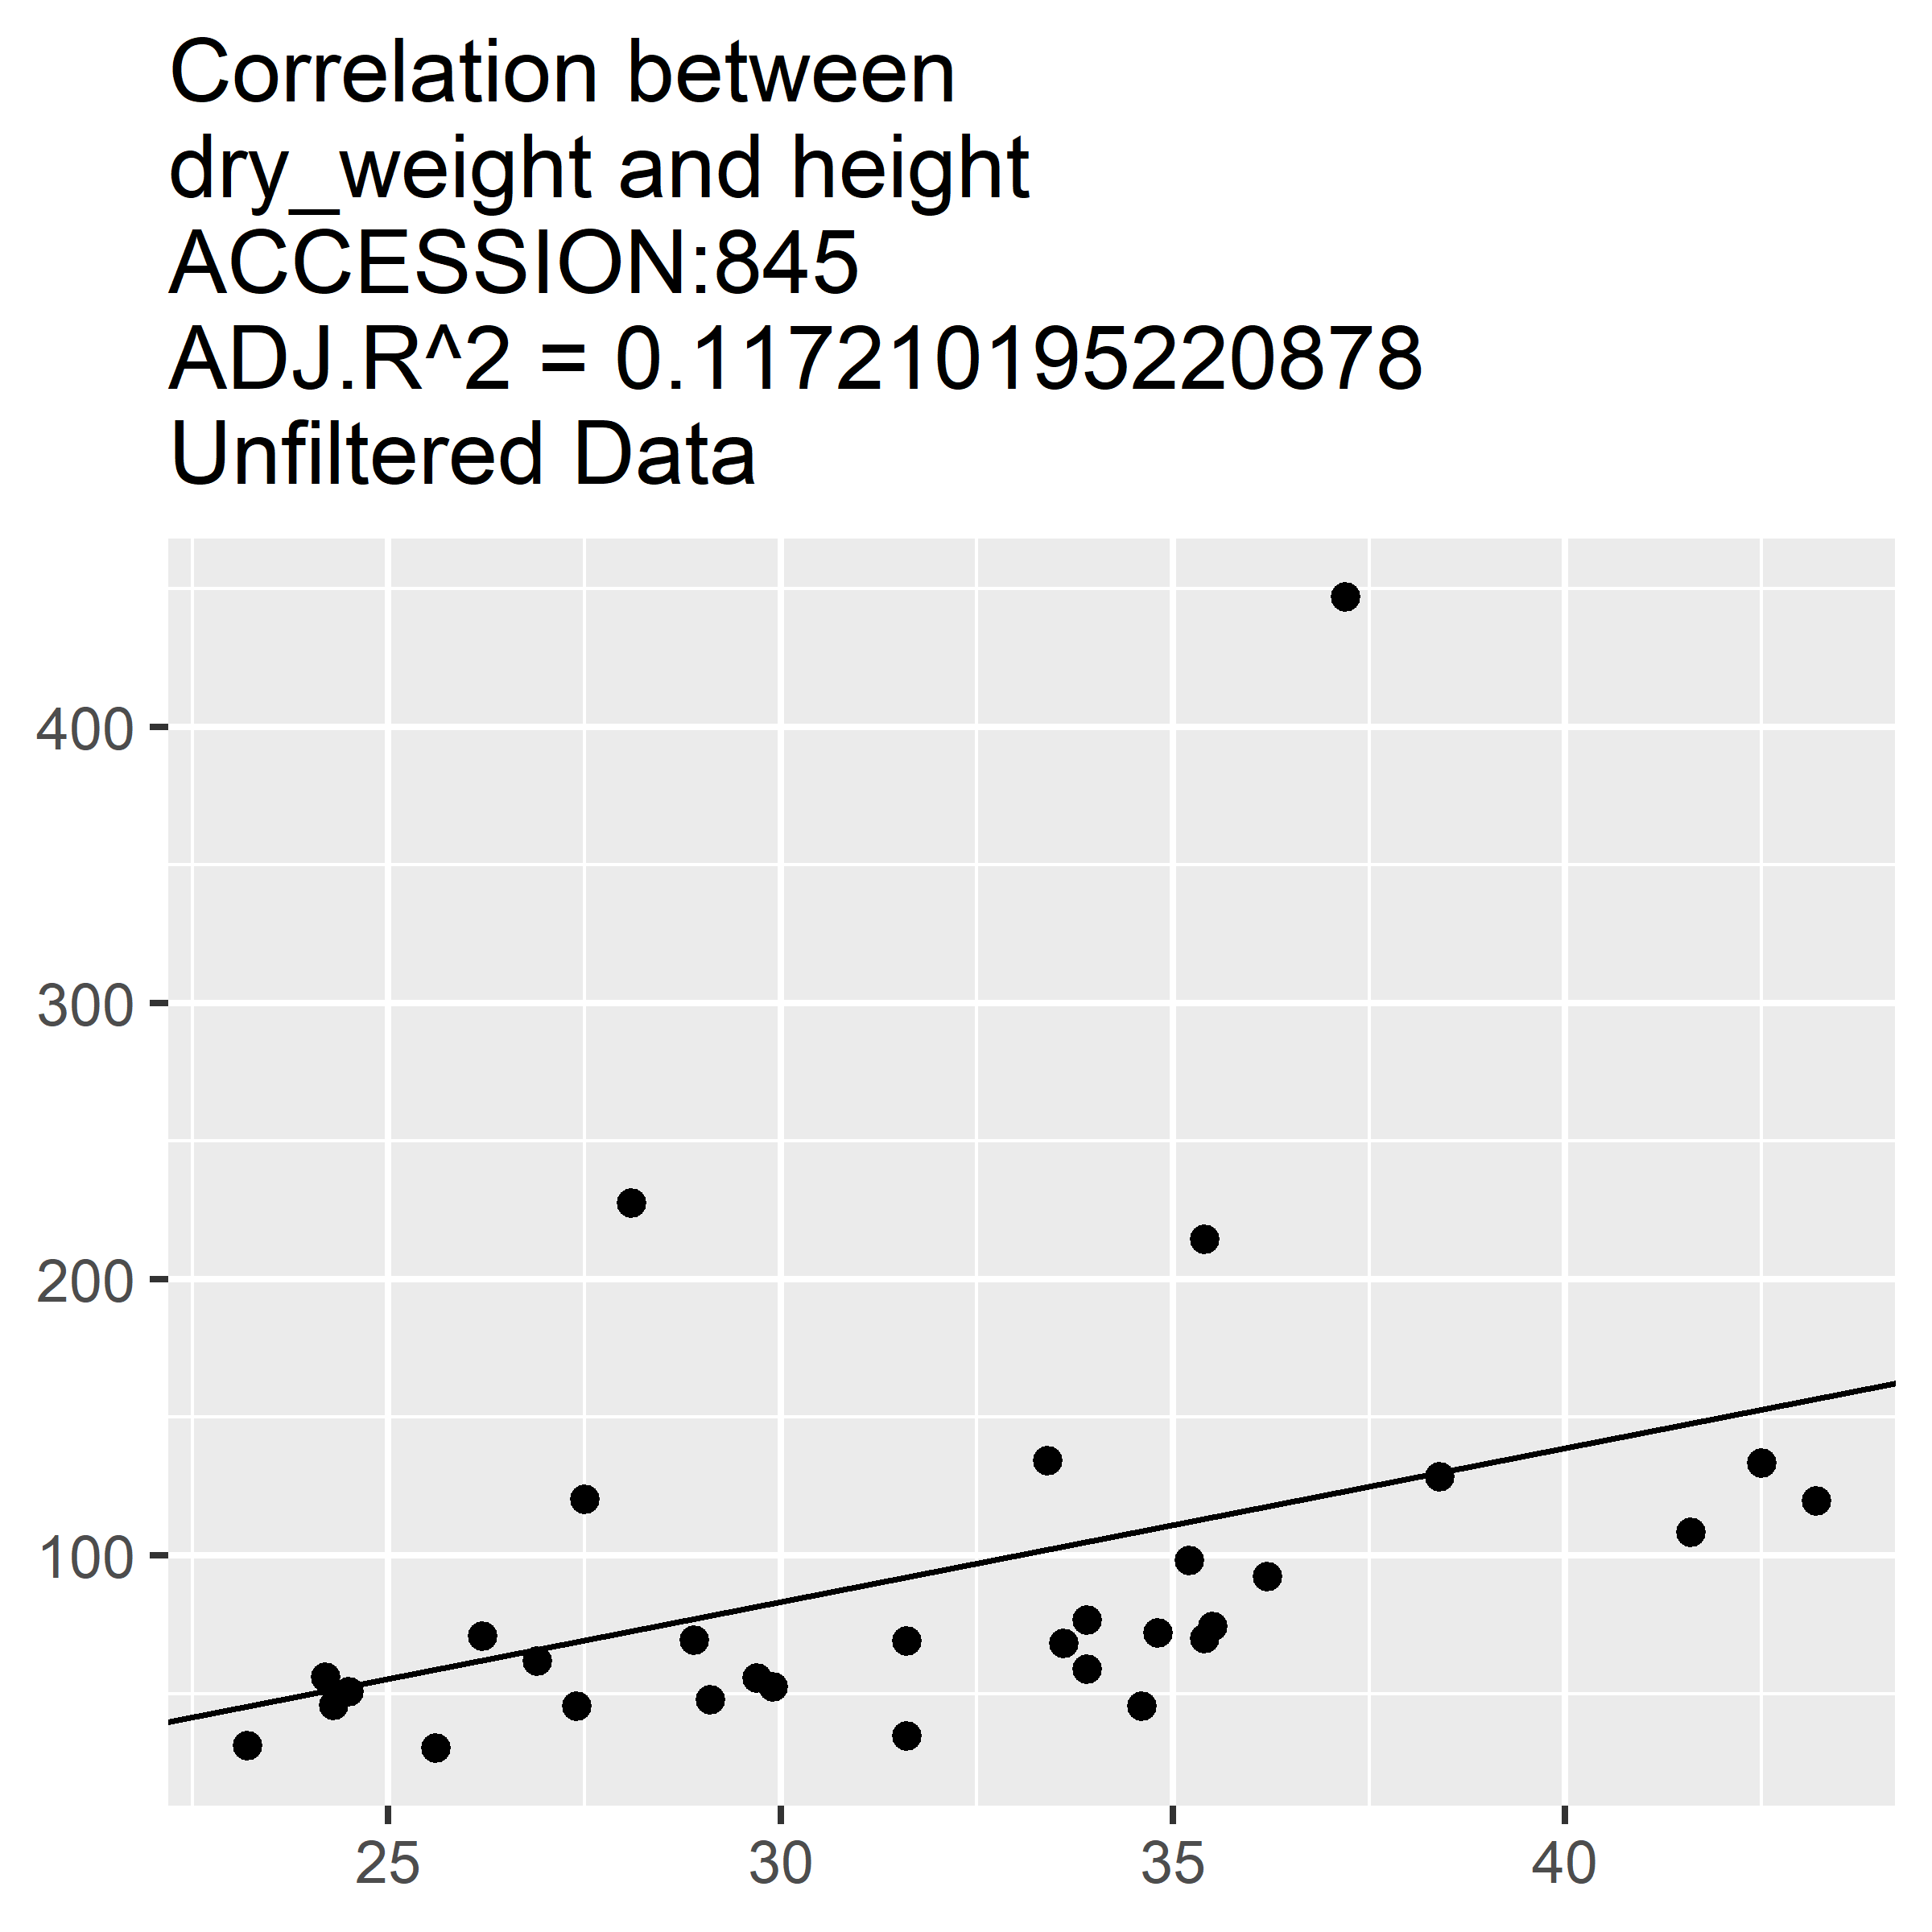 Correlation between
dry_weight and height
ACCESSION:845
ADJ.R^2 = 0.117210195220878
Unfiltered Data
400
300
200
100
25 30 35 40